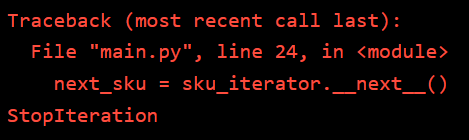 Traceback (most recent call last):
  File "main.py", line 24, in <module>
    next_sku = sku_iterator.__next__()
StopIteration